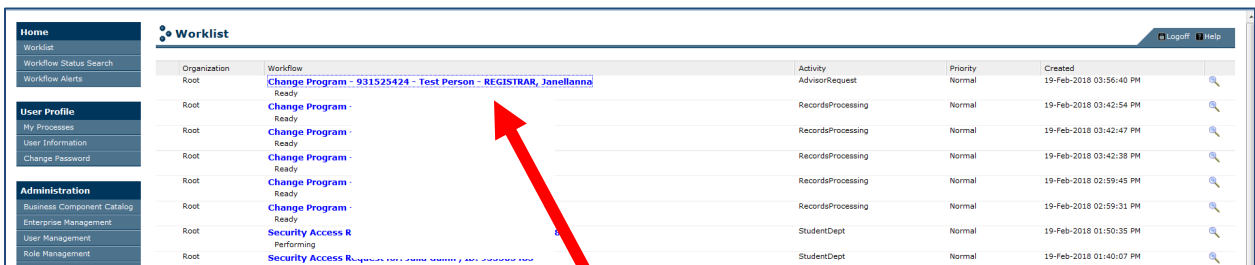 Home
Worklist
Workflow Status Search
Workflow Alerts
User Profile
My Processes
User Information
Change Password
Administration
Business Component Catalog
Enterprise Management
User Management
Role Management
Worklist
Logoff Help
Organization Workflow Activity Priority Created
Root Change Program - 931525424 - Test Person - REGISTRAR, Janellanna AdvisorRequest Normal 19-Feb-2018 03:56:40 PM
Ready
Root Change Program - RecordsProcessing Normal 19-Feb-2018 03:42:54 PM
Ready
Root Change Program - RecordsProcessing Normal 19-Feb-2018 03:42:47 PM
Ready
Root Change Program - RecordsProcessing Normal 19-Feb-2018 03:42:38 PM
Ready
Root Change Program - RecordsProcessing Normal 19-Feb-2018 02:59:45 PM
Ready
Root Change Program - RecordsProcessing Normal 19-Feb-2018 02:59:31 PM
Ready
Root Security Access R StudentDept Normal 19-Feb-2018 01:50:35 PM
Performing
Root Security Access StudentDept Normal 19-Feb-2018 01:40:07 PM